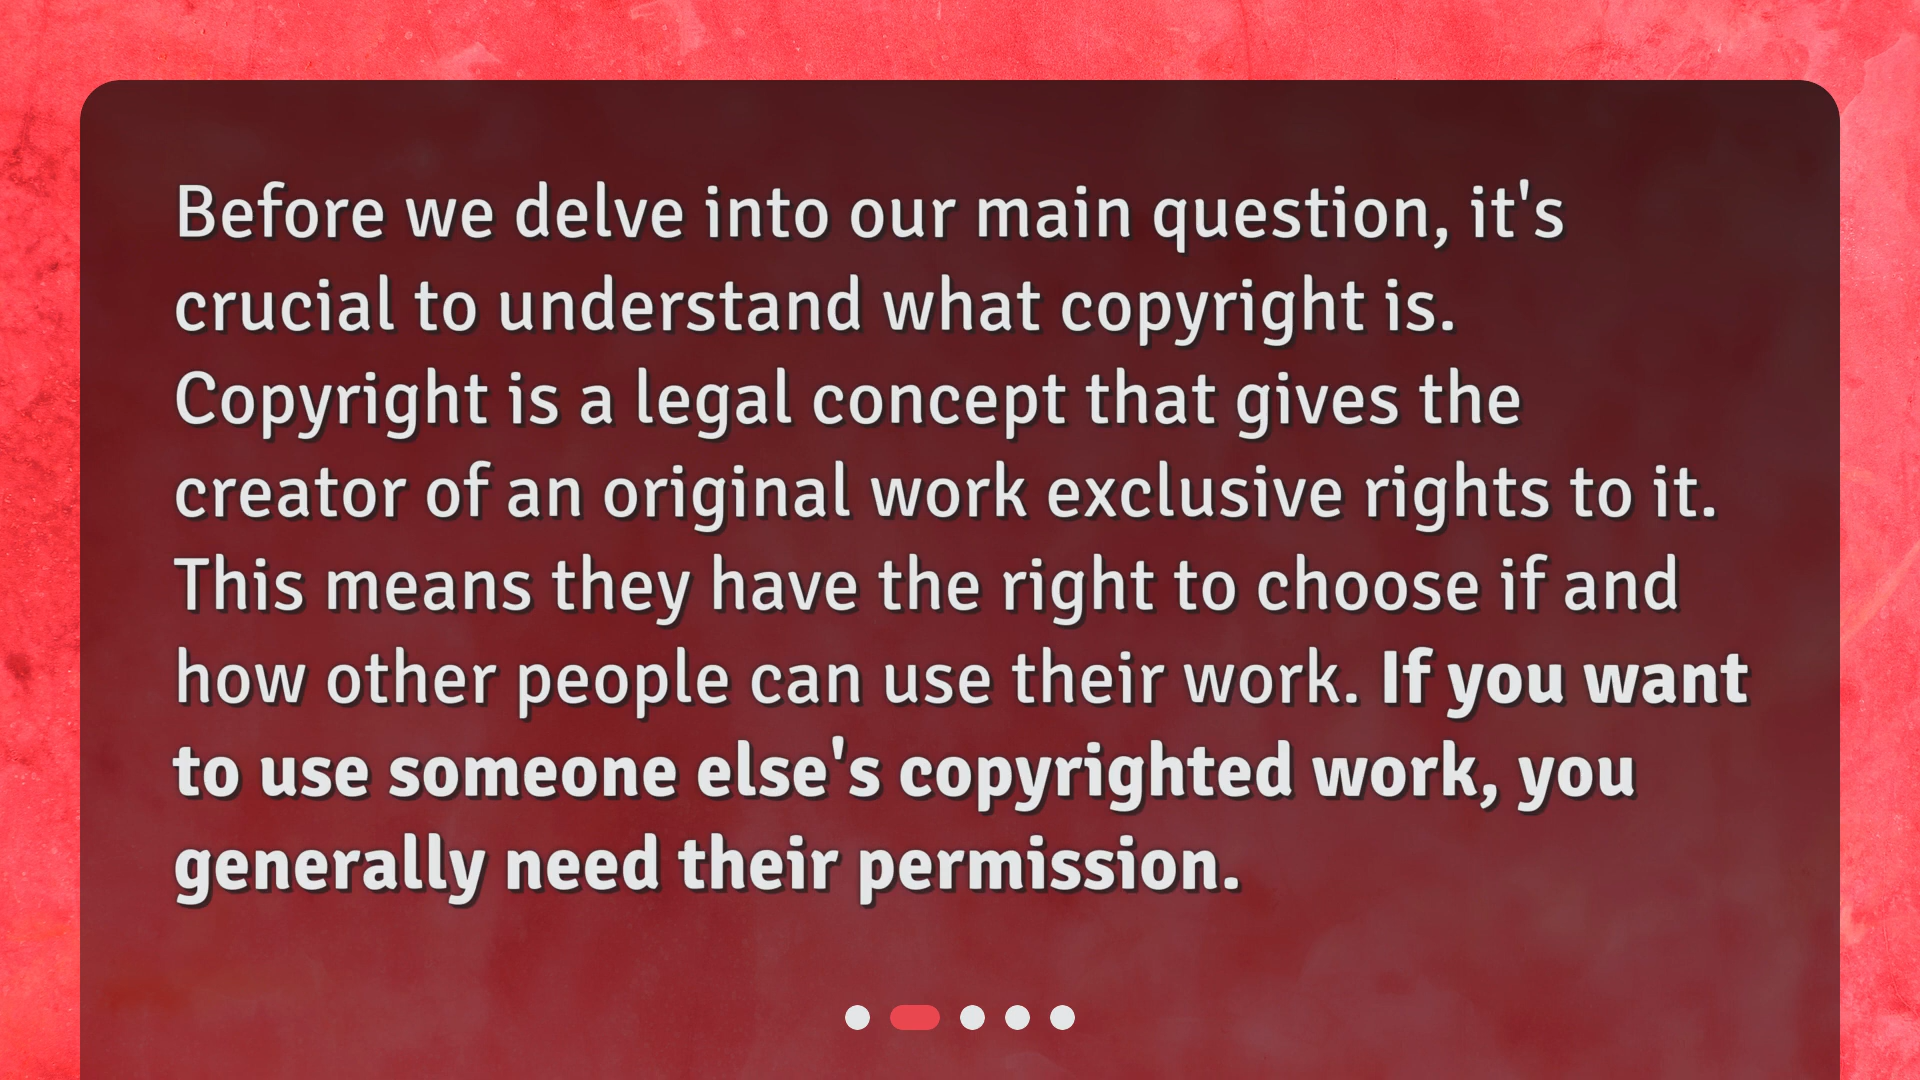 Before we delve into our main question, it's
crucial to understand what copyright is.
Copyright is a legal concept that gives the
creator of an original work exclusive rights to it.
This means they have the right to choose if and
how other people can use their work. If you want
to use someone else's copyrighted work, you
generally need their permission.